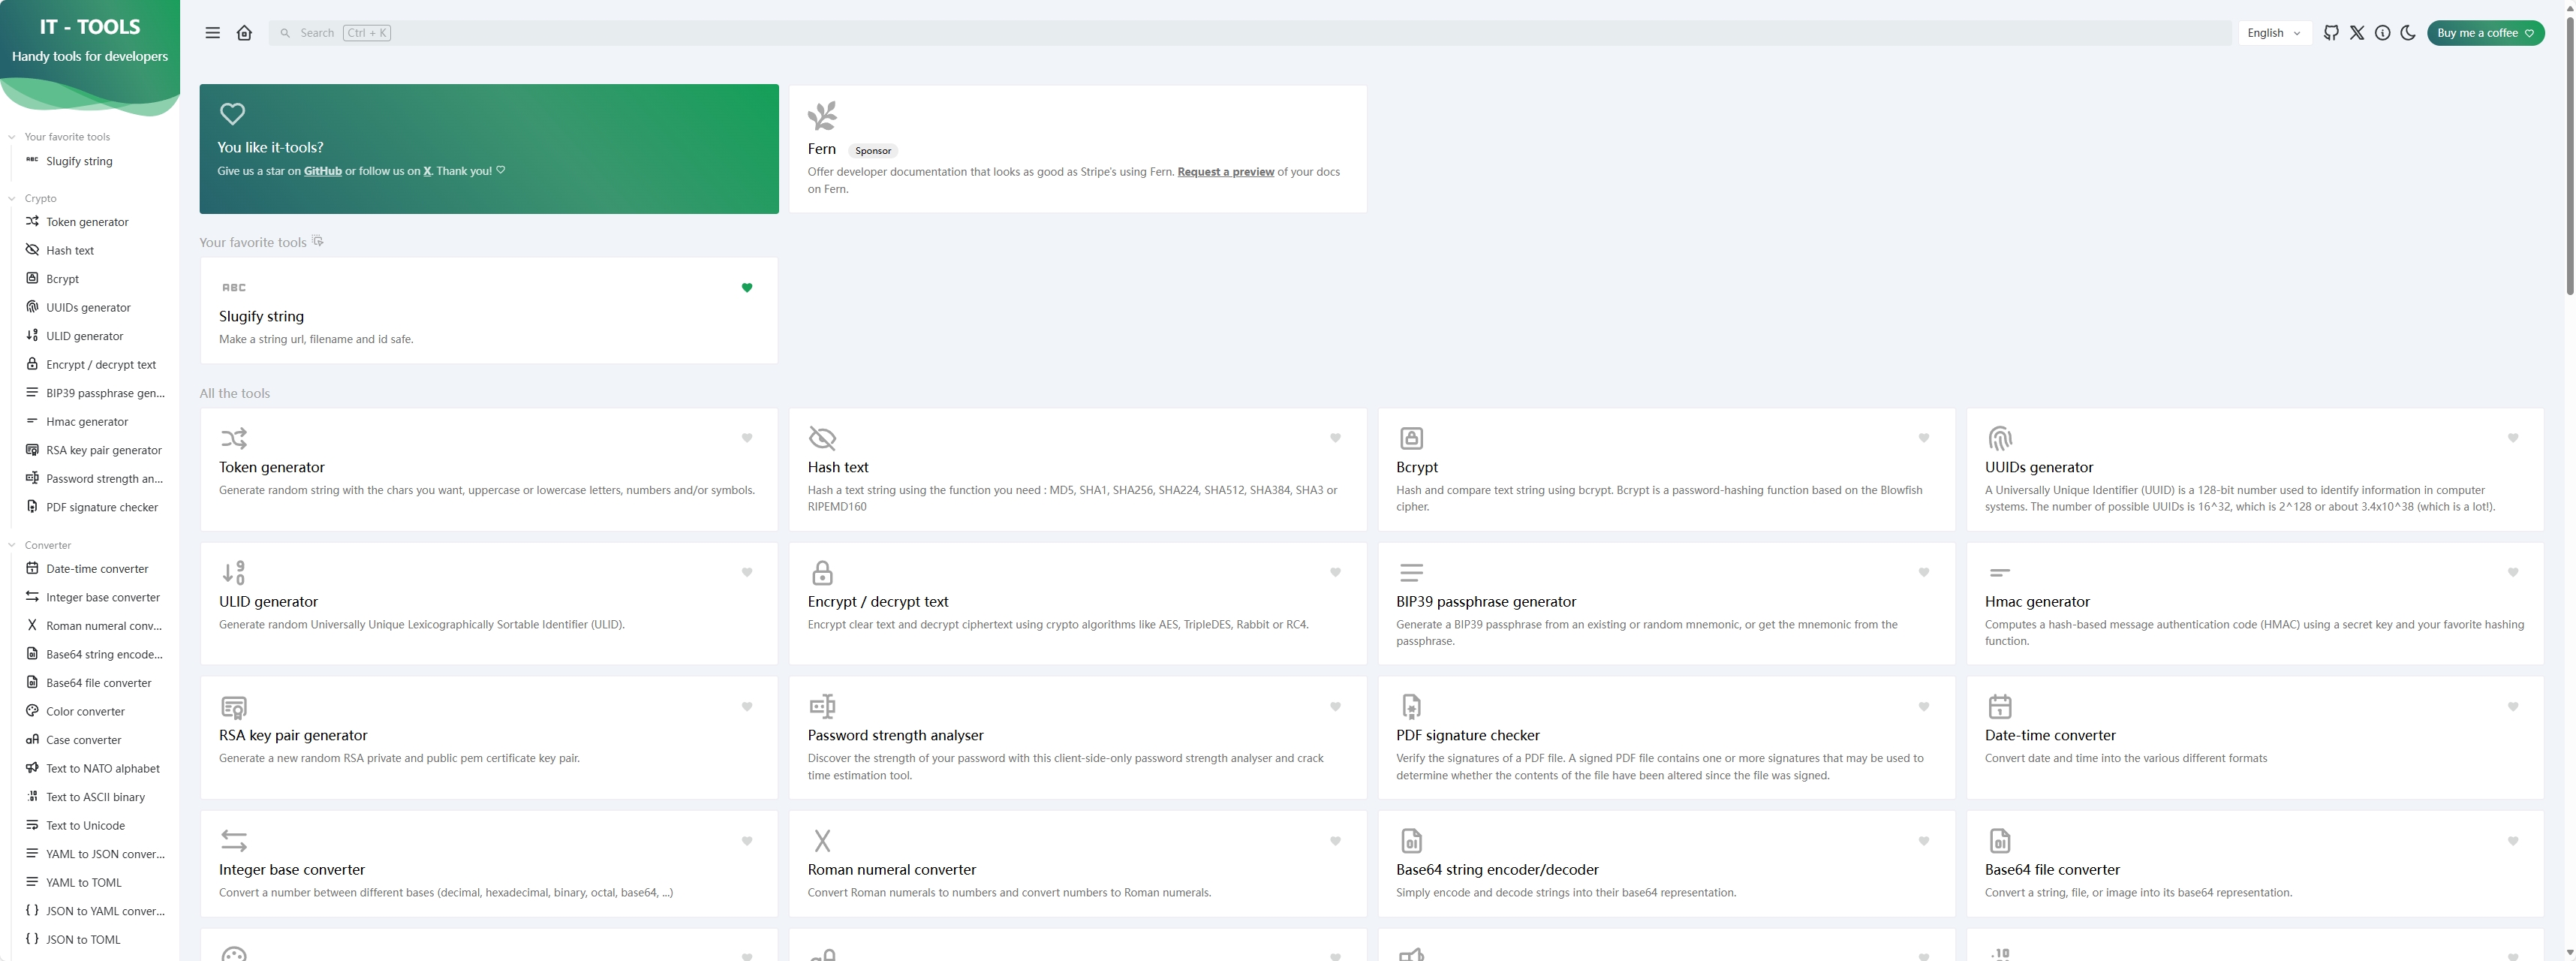 IT - TOOLS
Handy tools for developers
Your favorite tools
Slugify string
Crypto
Token generator
Hash text
Bcrypt
UUIDs generator
ULID generator
Encrypt / decrypt text
BIP39 passphrase gen...
Hmac generator
RSA key pair generator
Password strength an...
PDF signature checker
Converter
Date-time converter
Integer base converter
Roman numeral conv...
Base64 string encode...
Base64 file converter
Color converter
Case converter
Text to NATO alphabet
Text to ASCII binary
Text to Unicode
YAML to JSON conver...
YAML to TOML
JSON to YAML conver...
JSON to TOML
Search Ctrl + K
English
Buy me a coffee
You like it-tools?
Give us a star on GitHub or follow us on X. Thank you!
Fern Sponsor
Offer developer documentation that looks as good as Stripe's using Fern. Request a preview of your docs
on Fern.
Your favorite tools
ABC
Slugify string
Make a string url, filename and id safe.
All the tools
Token generator
Generate random string with the chars you want, uppercase or lowercase letters, numbers and/or symbols.
Hash text
Hash a text string using the function you need : MD5, SHA1, SHA256, SHA224, SHA512, SHA384, SHA3 or
RIPEMD160
Bcrypt
Hash and compare text string using bcrypt. Bcrypt is a password-hashing function based on the Blowfish
cipher.
UUIDs generator
A Universally Unique Identifier (UUID) is a 128-bit number used to identify information in computer
systems. The number of possible UUIDs is 16^32, which is 2^128 or about 3.4x10^38 (which is a lot!).
ULID generator
Generate random Universally Unique Lexicographically Sortable Identifier (ULID).
Encrypt / decrypt text
Encrypt clear text and decrypt ciphertext using crypto algorithms like AES, TripleDES, Rabbit or RC4.
BIP39 passphrase generator
Generate a BIP39 passphrase from an existing or random mnemonic, or get the mnemonic from the
passphrase.
Hmac generator
Computes a hash-based message authentication code (HMAC) using a secret key and your favorite hashing
function.
RSA key pair generator
Generate a new random RSA private and public pem certificate key pair.
Password strength analyser
Discover the strength of your password with this client-side-only password strength analyser and crack
time estimation tool.
PDF signature checker
Verify the signatures of a PDF file. A signed PDF file contains one or more signatures that may be used to
determine whether the contents of the file have been altered since the file was signed.
Date-time converter
Convert date and time into the various different formats
Integer base converter
Convert a number between different bases (decimal, hexadecimal, binary, octal, base64, ...)
Roman numeral converter
Convert Roman numerals to numbers and convert numbers to Roman numerals.
Base64 string encoder/decoder
Simply encode and decode strings into their base64 representation.
Base64 file converter
Convert a string, file, or image into its base64 representation.